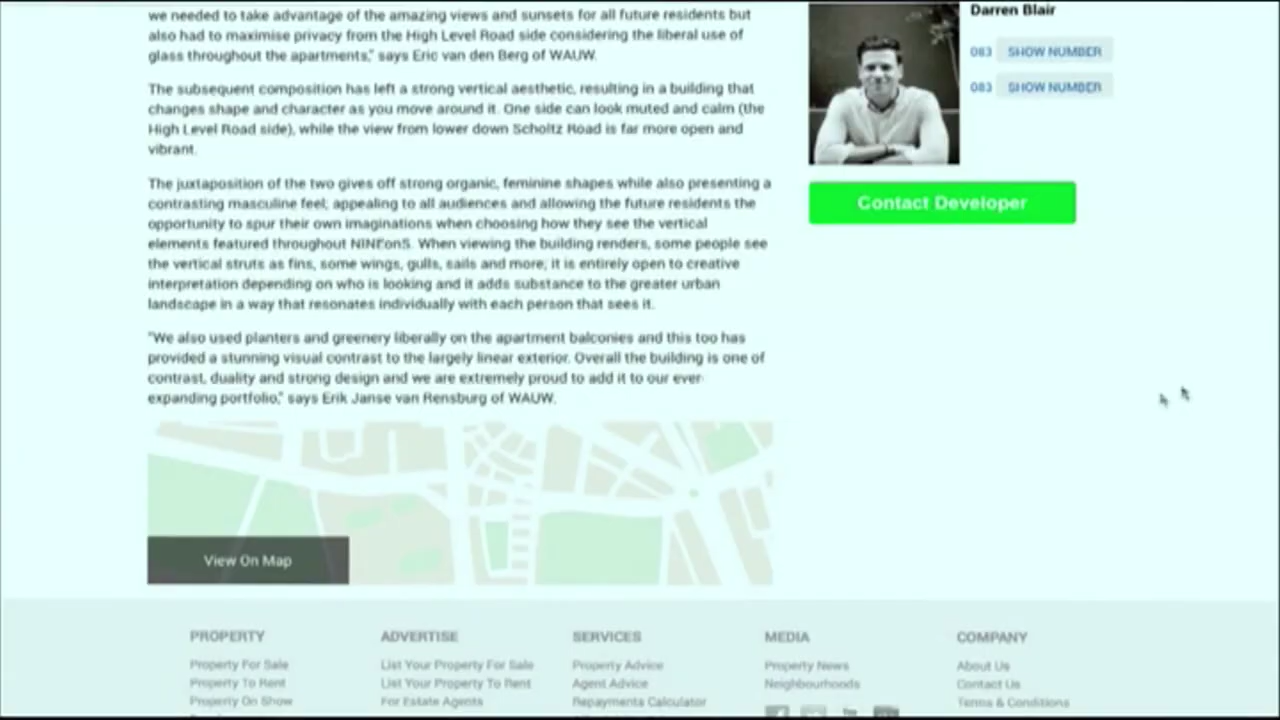 we needed to take advantage of the amazing views and sunsets for all future residents but
also had to maximise privacy from the High Level Road side considering the liberal use of
glass throughout the apartments," says Eric van den Berg of WAUW.
The subsequent composition has left a strong vertical aesthetic, resulting in a building that
changes shape and character as you move around it. One side can look muted and calm (the
High Level Road side), while the view from lower down Scholtz Road is far more open and
vibrant.
The juxtaposition of the two gives off strong organic, feminine shapes while also presenting a
contrasting masculine feel; appealing to all audiences and allowing the future residents the
opportunity to spur their own imaginations when choosing how they see the vertical
elements featured throughout NINEonS. When viewing the building renders, some people see
the vertical struts as fins, some wings, gulls, sails and more; it is entirely open to creative
interpretation depending on who is looking and it adds substance to the greater urban
landscape in a way that resonates individually with each person that sees it.
"We also used planters and greenery liberally on the apartment balconies and this too has
provided a stunning visual contrast to the largely linear exterior. Overall the building is one of
contrast, duality and strong design and we are extremely proud to add it to our ever-
expanding portfolio," says Erik Janse van Rensburg of WAUW.
View On Map
Darren Blair
083 SHOW NUMBER
083 SHOW NUMBER
Contact Developer
PROPERTY
Property For Sale
Property To Rent
Property On Show
ADVERTISE
List Your Property For Sale
List Your Property To Rent
For Estate Agents
SERVICES
Property Advice
Agent Advice
Repayments Calculator
MEDIA
Property News
Neighbourhoods
COMPANY
About Us
Contact Us
Terms & Conditions